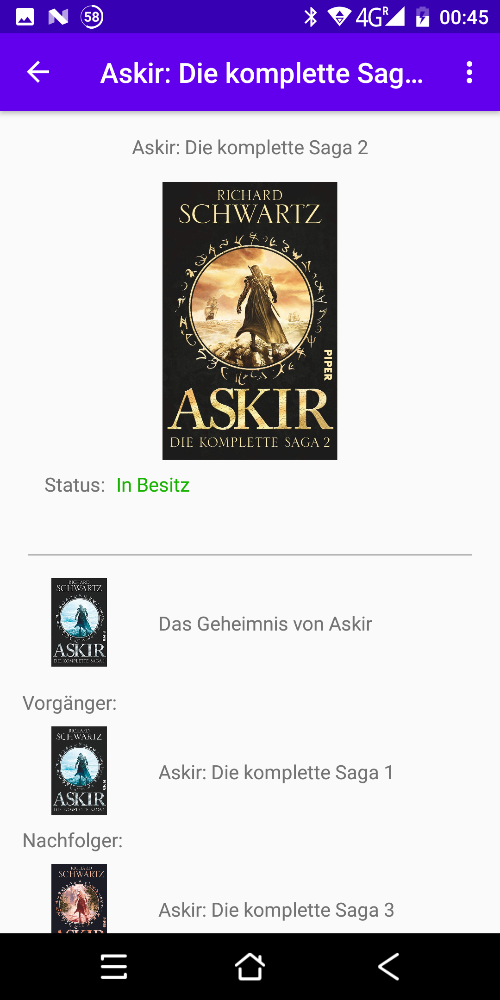 58
4G R
00:45
Askir: Die komplette Sag...
Askir: Die komplette Saga 2
RICHARD
SCHWARTZ
PIPER
ASKIR
DIE KOMPLETTE SAGA 2
Status: In Besitz
RICHARD
SCHWARTZ
PIPER
ASKIR
DIE KOMPLETTE SAGA 1
Das Geheimnis von Askir
Vorgänger:
RICHARD
SCHWARTZ
PIPER
ASKIR
DIE KOMPLETTE SAGA 1
Askir: Die komplette Saga 1
Nachfolger:
RICHARD
SCHWARTZ
PIPER
ASKIR
Askir: Die komplette Saga 3